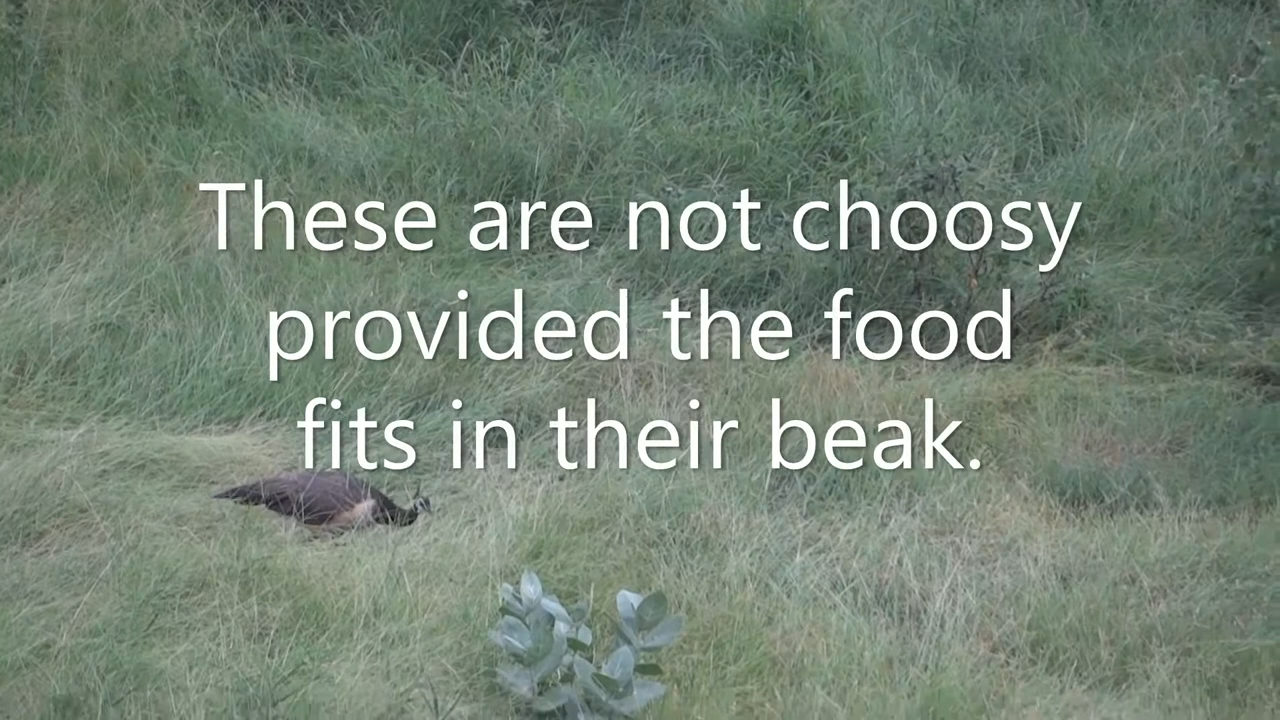 These are not choosy
provided the food
fits in their beak.